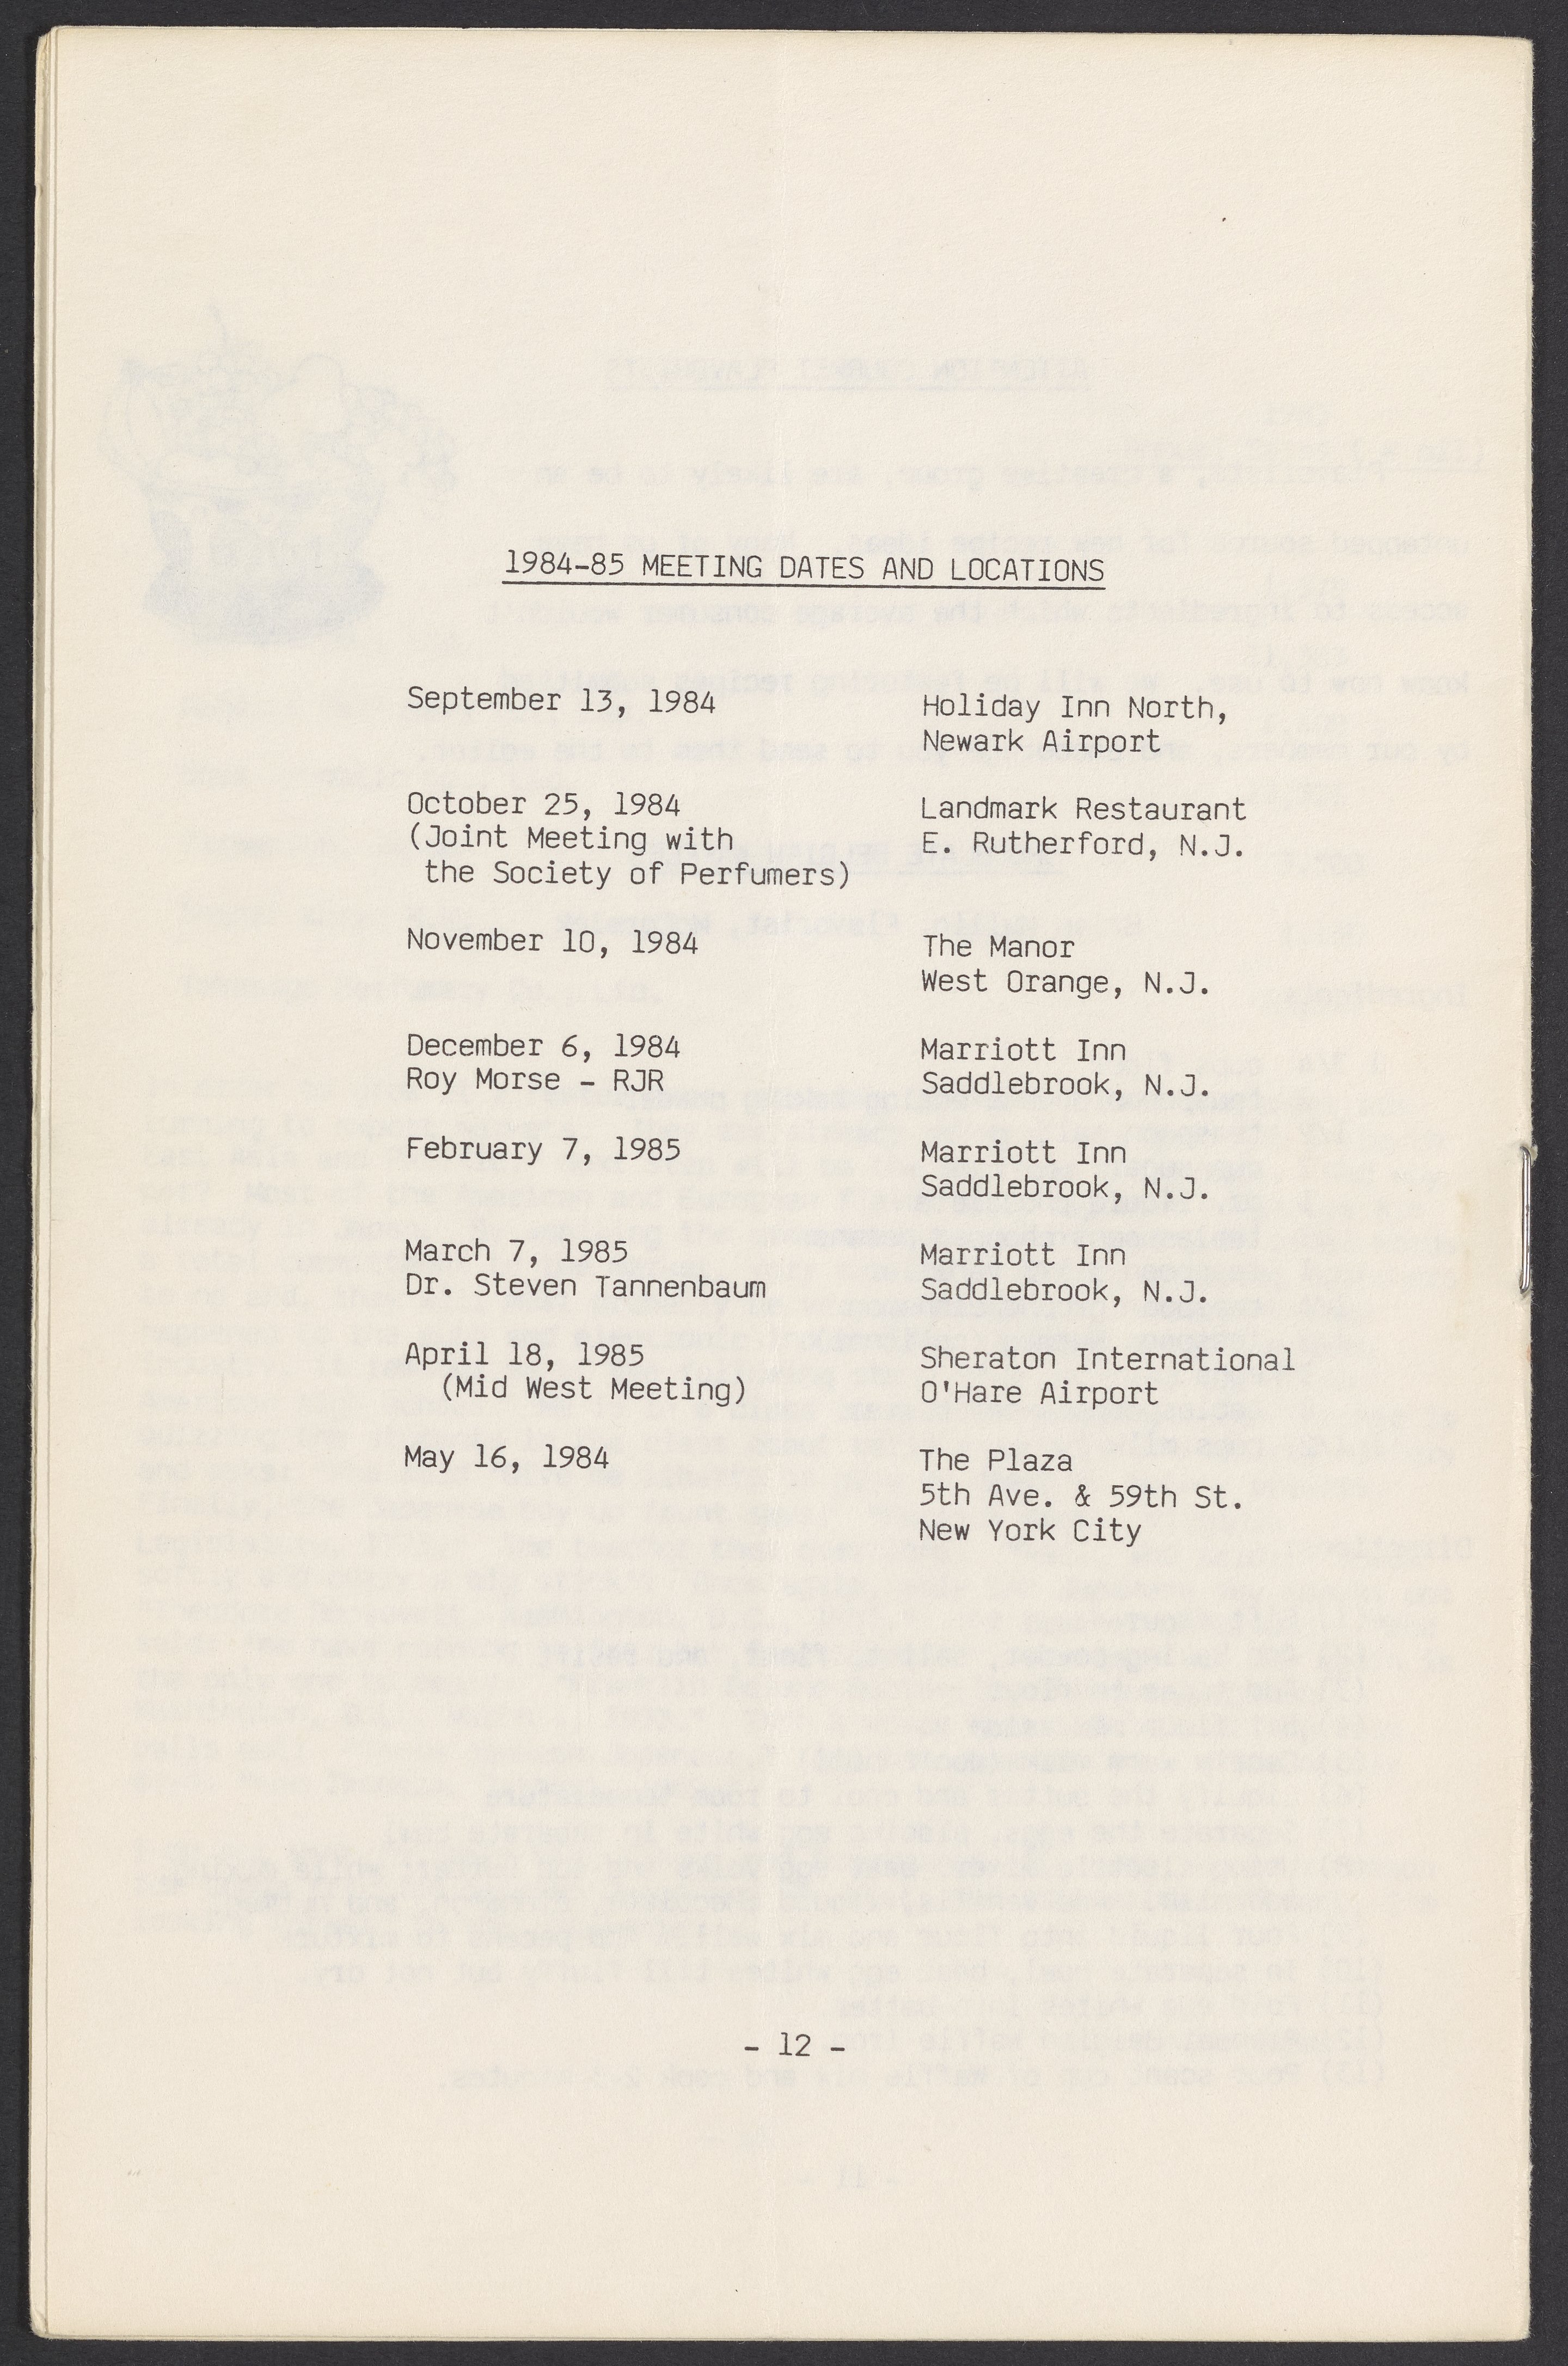 1984-85 MEETING DATES AND LOCATIONS
September 13, 1984
Holiday Inn North,
Newark Airport
October 25, 1984
(Joint Meeting with
the Society of Perfumers)
Landmark Restaurant
E. Rutherford, N.J.
November 10, 1984
The Manor
West Orange, N.J.
December 6, 1984
Roy Morse - RJR
Marriott Inn
Saddlebrook, N.J.
February 7, 1985
Marriott Inn
Saddlebrook, N.J.
March 7, 1985
Dr. Steven Tannenbaum
Marriott Inn
Saddlebrook, N.J.
April 18, 1985
(Mid West Meeting)
Sheraton International
O'Hare Airport
May 16, 1984
The Plaza
5th Ave. & 59th St.
New York City
- 12 -